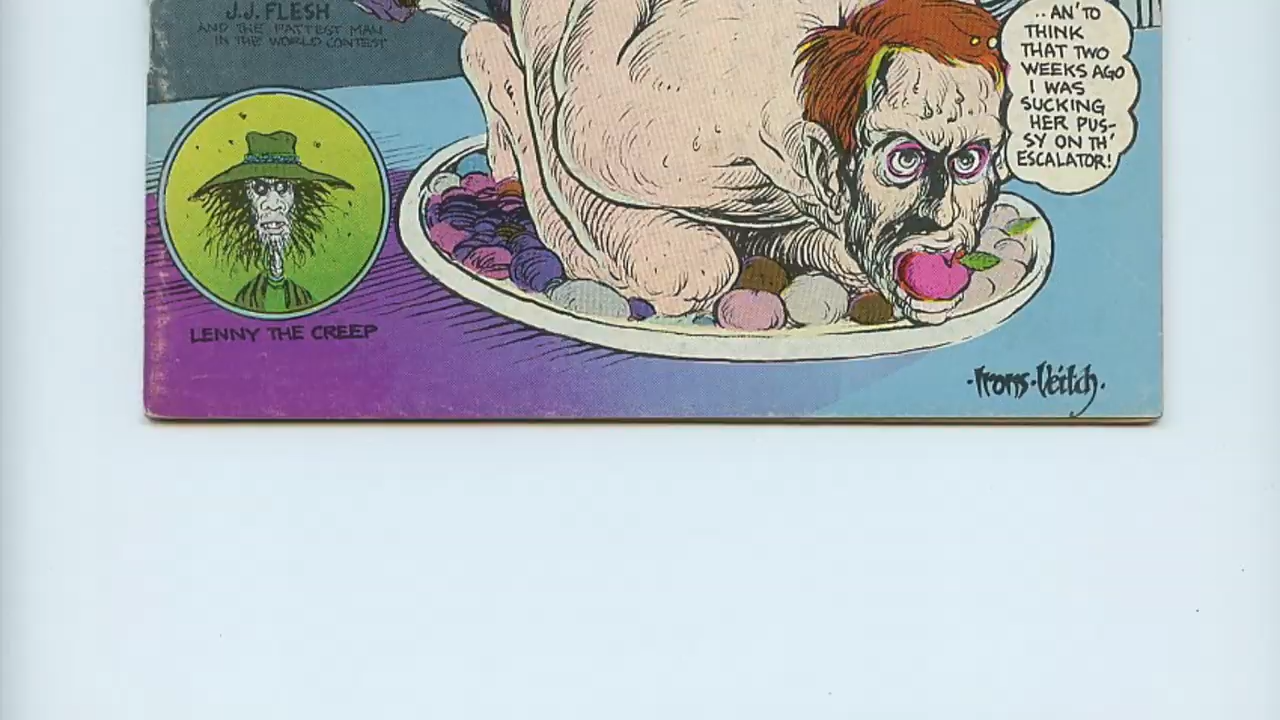 J.J. FLESH
AND THE FATTEST MAN
IN THE WORLD CONTEST
..AN' TO
THINK
THAT TWO
WEEKS AGO
I WAS
SUCKING
HER PUS-
SY ON TH'
ESCALATOR!
LENNY THE CREEP
·Irons·Veitch·